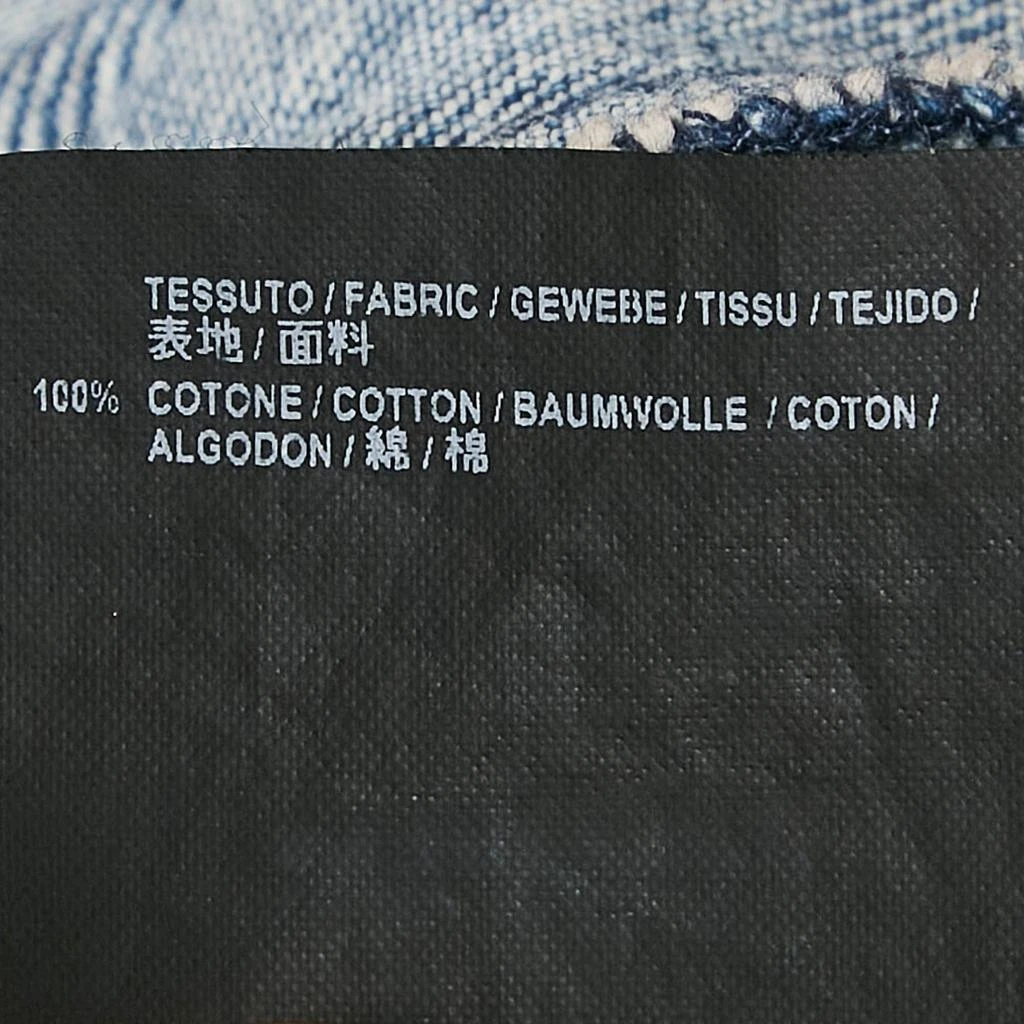 TESSUTO / FABRIC / GEWEBE / TISSU / TEJIDO /
表地 / 面料
100% COTONE / COTTON / BAUMWOLLE / COTON /
ALGODON / 綿 / 棉